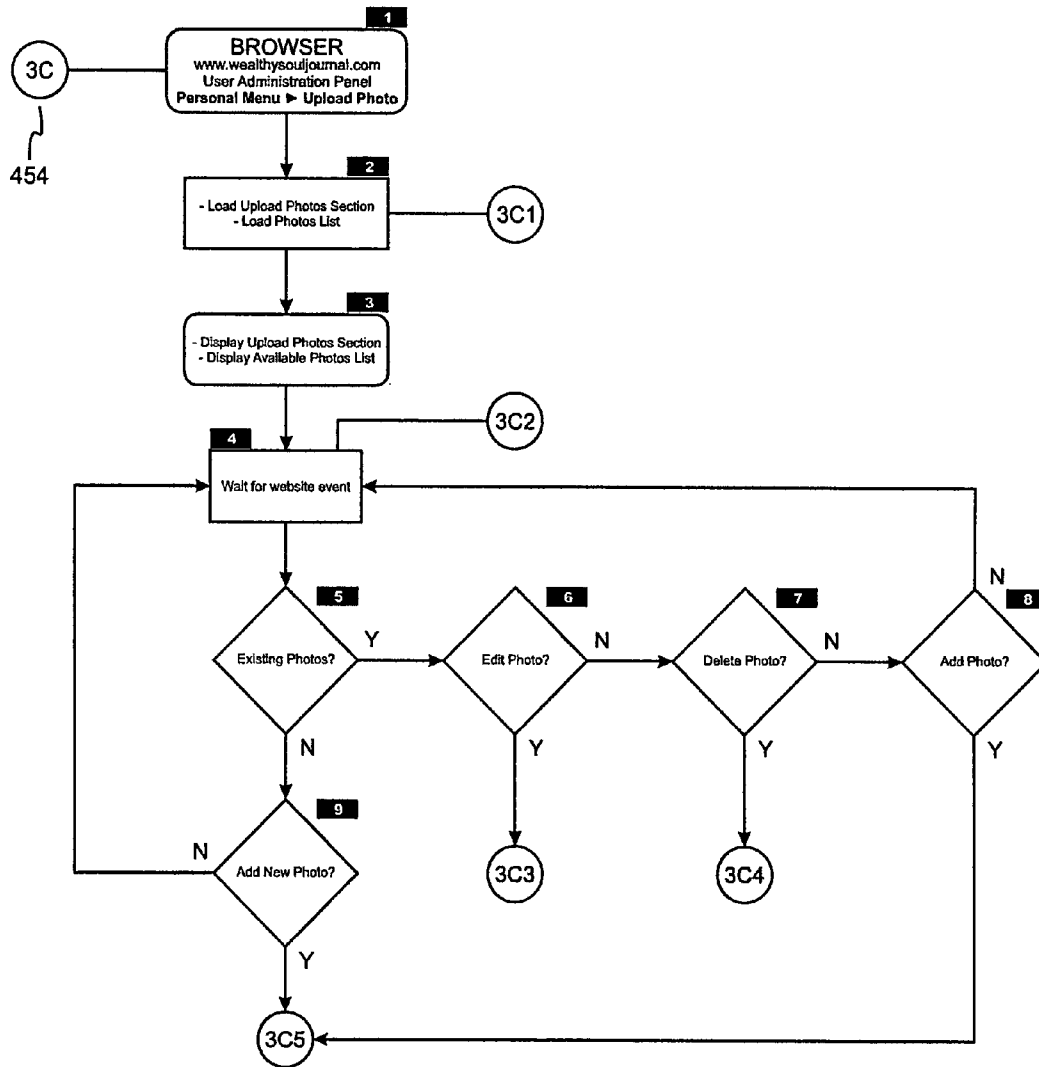 1
3C
BROWSER
www.wealthysouljournal.com
User Administration Panel
Personal Menu ► Upload Photo
454
2
- Load Upload Photos Section
- Load Photos List
3C1
3
- Display Upload Photos Section
- Display Available Photos List
3C2
4
Wait for website event
5
6
7
N
8
Existing Photos?
Y
Edit Photo?
N
Delete Photo?
N
Add Photo?
N
Y
Y
Y
9
N
Add New Photo?
3C3
3C4
Y
3C5